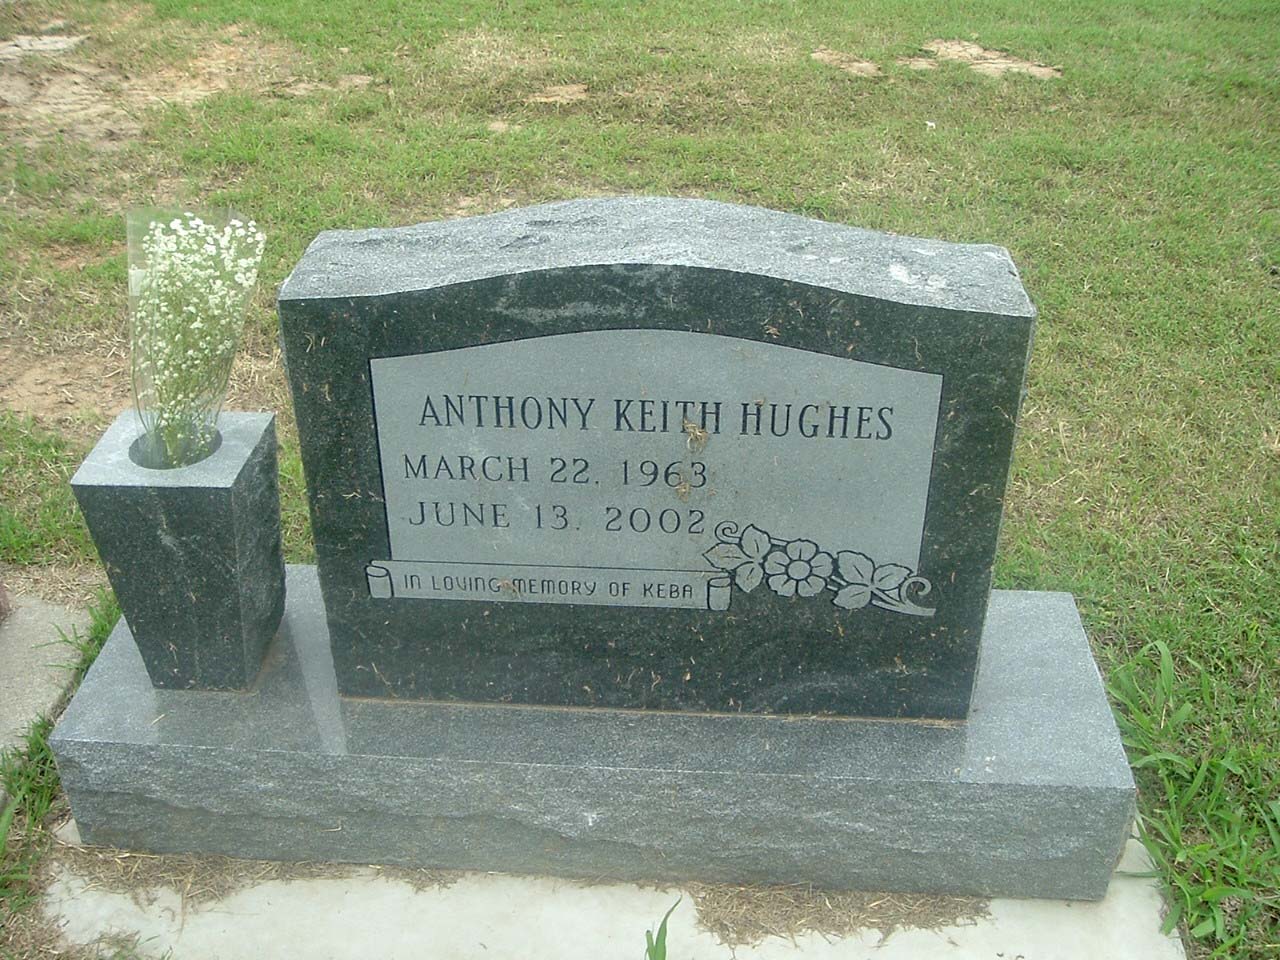 ANTHONY KEITH HUGHES
MARCH 22, 1963
JUNE 13, 2002
IN LOVING MEMORY OF KEBA